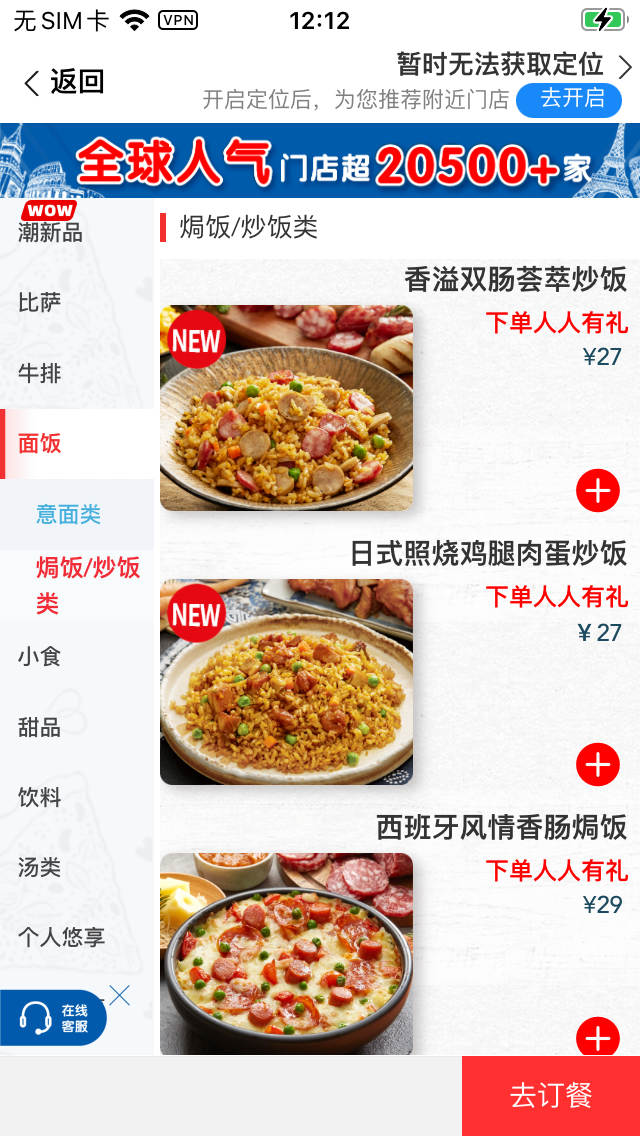 无SIM卡 VPN 12:12
返回
暂时无法获取定位
开启定位后，为您推荐附近门店 去开启
全球人气门店超20500+家
WOW
潮新品
比萨
牛排
面饭
意面类
焗饭/炒饭
类
小食
甜品
饮料
汤类
个人悠享
在线
客服
焗饭/炒饭类
香溢双肠荟萃炒饭
NEW
下单人人有礼
¥27
日式照烧鸡腿肉蛋炒饭
NEW
下单人人有礼
¥ 27
西班牙风情香肠焗饭
下单人人有礼
¥29
去订餐